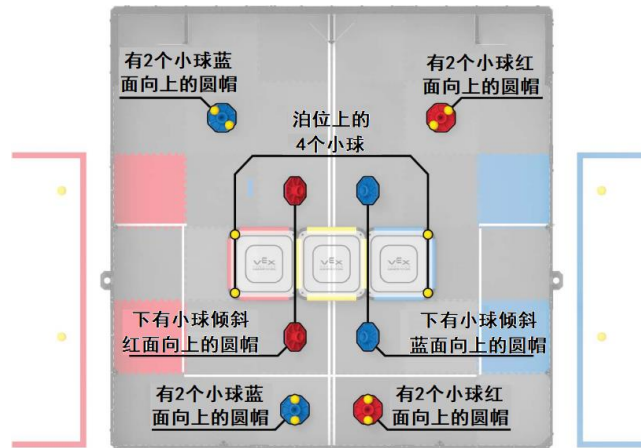 有2个小球蓝
面向上的圆帽
有2个小球红
面向上的圆帽
泊位上的
4个小球
vex
vex
vex
下有小球倾斜
红面向上的圆帽
下有小球倾斜
蓝面向上的圆帽
有2个小球蓝
面向上的圆帽
有2个小球红
面向上的圆帽